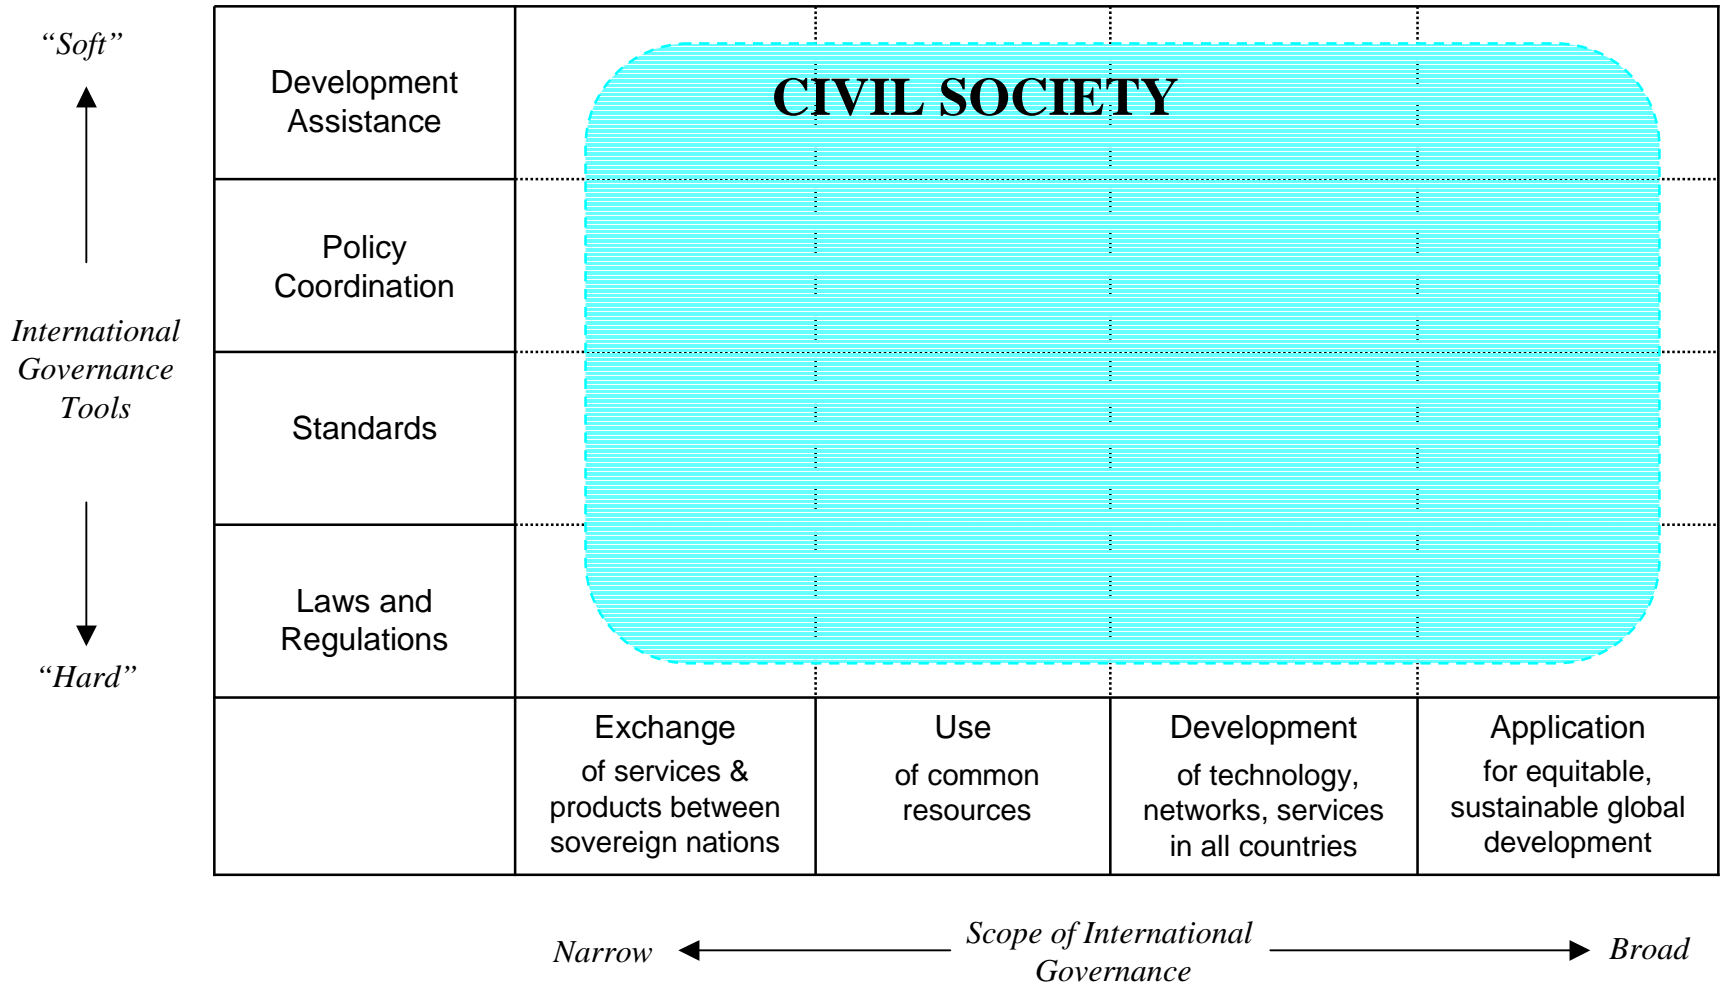 “Soft”
International
Governance
Tools
“Hard”
CIVIL SOCIETY
Development
Assistance
Policy
Coordination
Standards
Laws and
Regulations
Exchange
of services &
products between
sovereign nations
Use
of common
resources
Development
of technology,
networks, services
in all countries
Application
for equitable,
sustainable global
development
Narrow
Scope of International
Governance
Broad